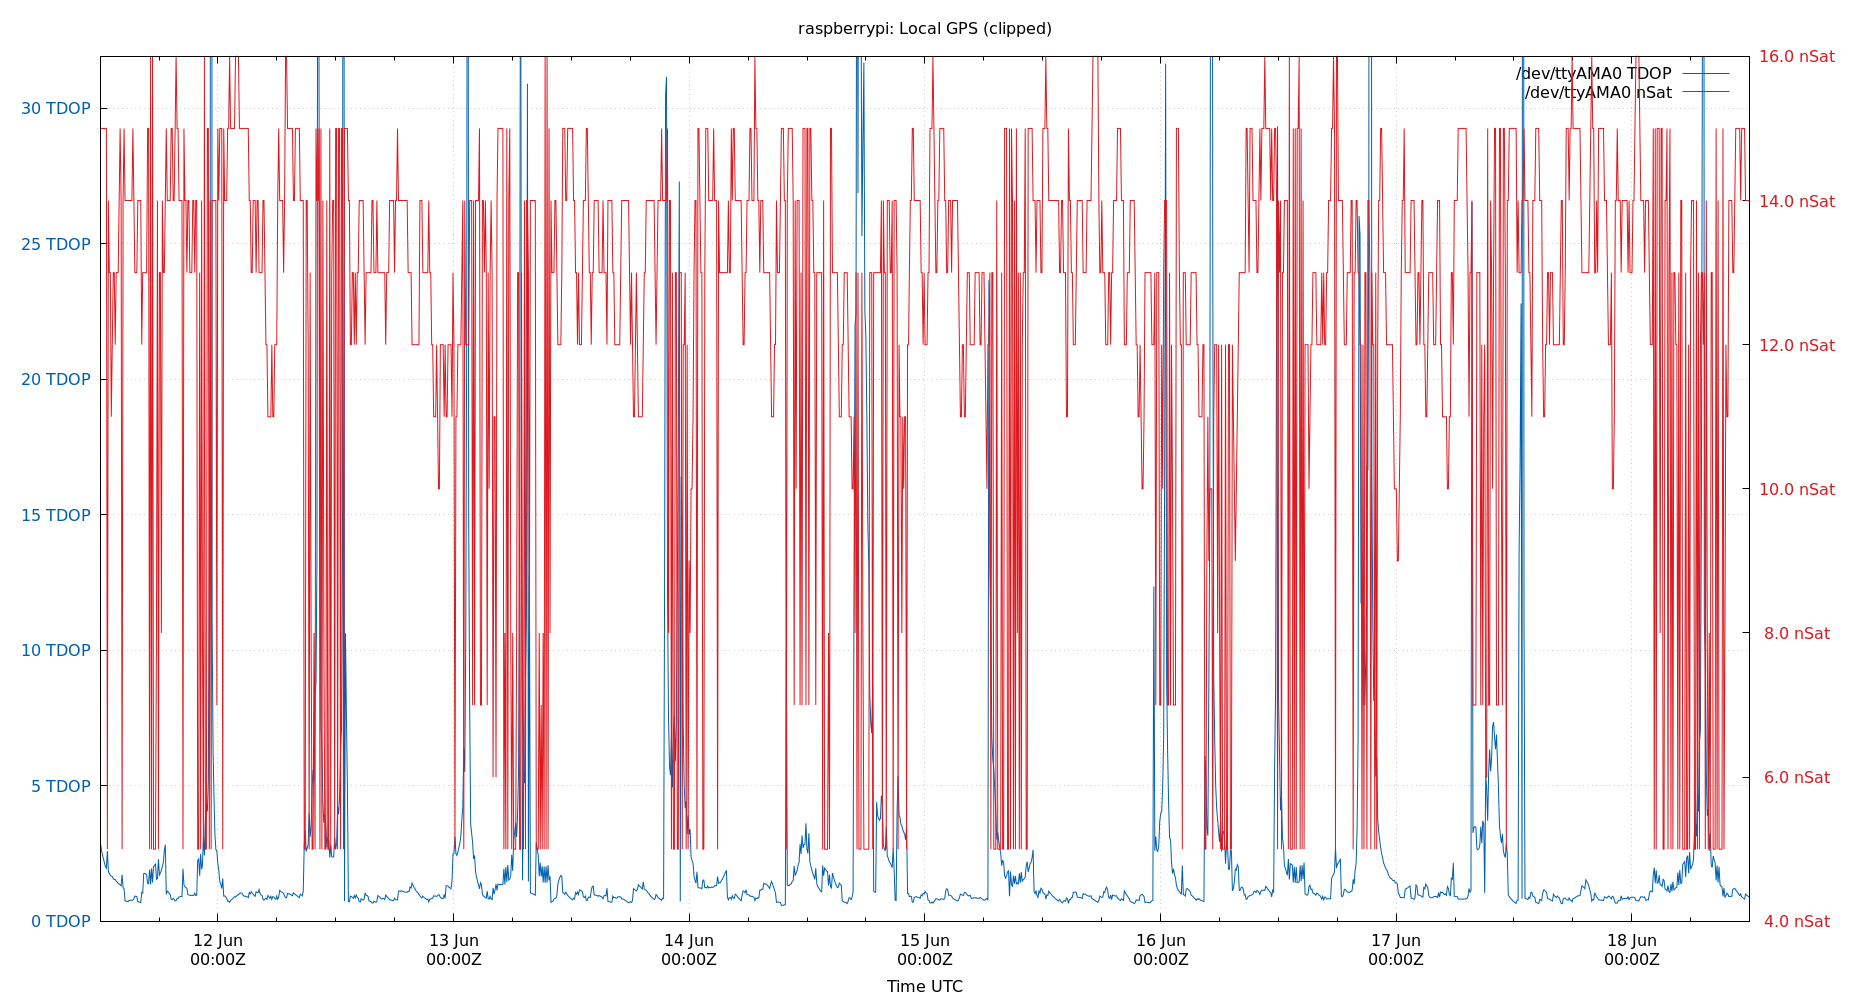 raspberrypi: Local GPS (clipped)
16.0 nSat
/dev/ttyAMA0 TDOP
/dev/ttyAMA0 nSat
30 TDOP
14.0 nSat
25 TDOP
12.0 nSat
20 TDOP
10.0 nSat
15 TDOP
8.0 nSat
10 TDOP
6.0 nSat
5 TDOP
0 TDOP
4.0 nSat
12 Jun 13 Jun 14 Jun 15 Jun 16 Jun 17 Jun 18 Jun
00:00Z 00:00Z 00:00Z 00:00Z 00:00Z 00:00Z 00:00Z
Time UTC